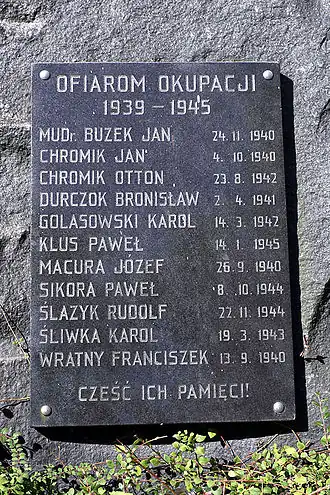 OFIAROM OKUPACJI
1939 – 1945
MUDr. BUZEK JAN 24. 11. 1940
CHROMIK JAN 4. 10. 1940
CHROMIK OTTON 23. 8. 1942
DURCZOK BRONISŁAW 2. 4. 1941
GOLASOWSKI KAROL 14. 3. 1942
KLUS PAWEŁ 14. 1. 1945
MACURA JÓZEF 26. 9. 1940
SIKORA PAWEŁ 8. 10. 1944
ŚLAZYK RUDOLF 22. 11. 1944
ŚLIWKA KAROL 19. 3. 1943
WRATNY FRANCISZEK 13. 9. 1940
CZEŚĆ ICH PAMIĘCI!